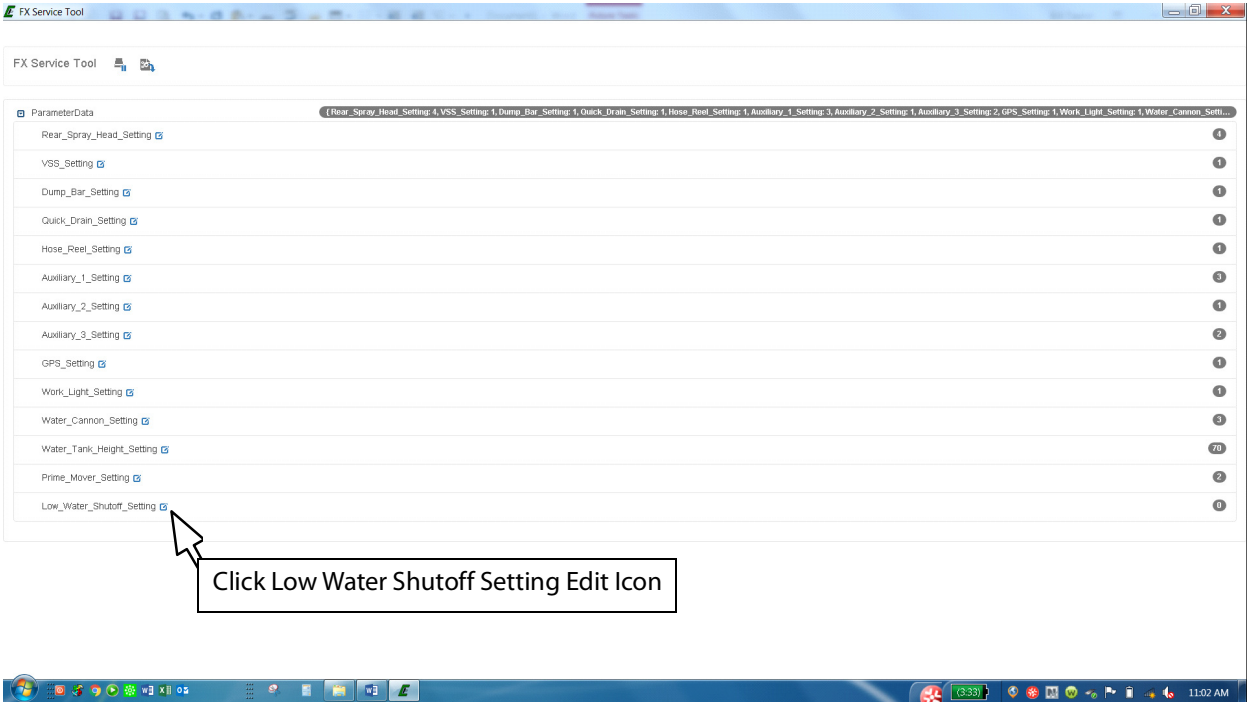 FX Service Tool
FX Service Tool
ParameterData {Rear_Spray_Head_Setting: 4, VSS_Setting: 1, Dump_Bar_Setting: 1, Quick_Drain_Setting: 1, Hose_Reel_Setting: 1, Auxiliary_1_Setting: 3, Auxiliary_2_Setting: 1, Auxiliary_3_Setting: 2, GPS_Setting: 1, Work_Light_Setting: 1, Water_Cannon_Setti...
Rear_Spray_Head_Setting 4
VSS_Setting 1
Dump_Bar_Setting 1
Quick_Drain_Setting 1
Hose_Reel_Setting 1
Auxiliary_1_Setting 3
Auxiliary_2_Setting 1
Auxiliary_3_Setting 2
GPS_Setting 1
Work_Light_Setting 1
Water_Cannon_Setting 3
Water_Tank_Height_Setting 70
Prime_Mover_Setting 2
Low_Water_Shutoff_Setting 0
Click Low Water Shutoff Setting Edit Icon
(3:33) 11:02 AM